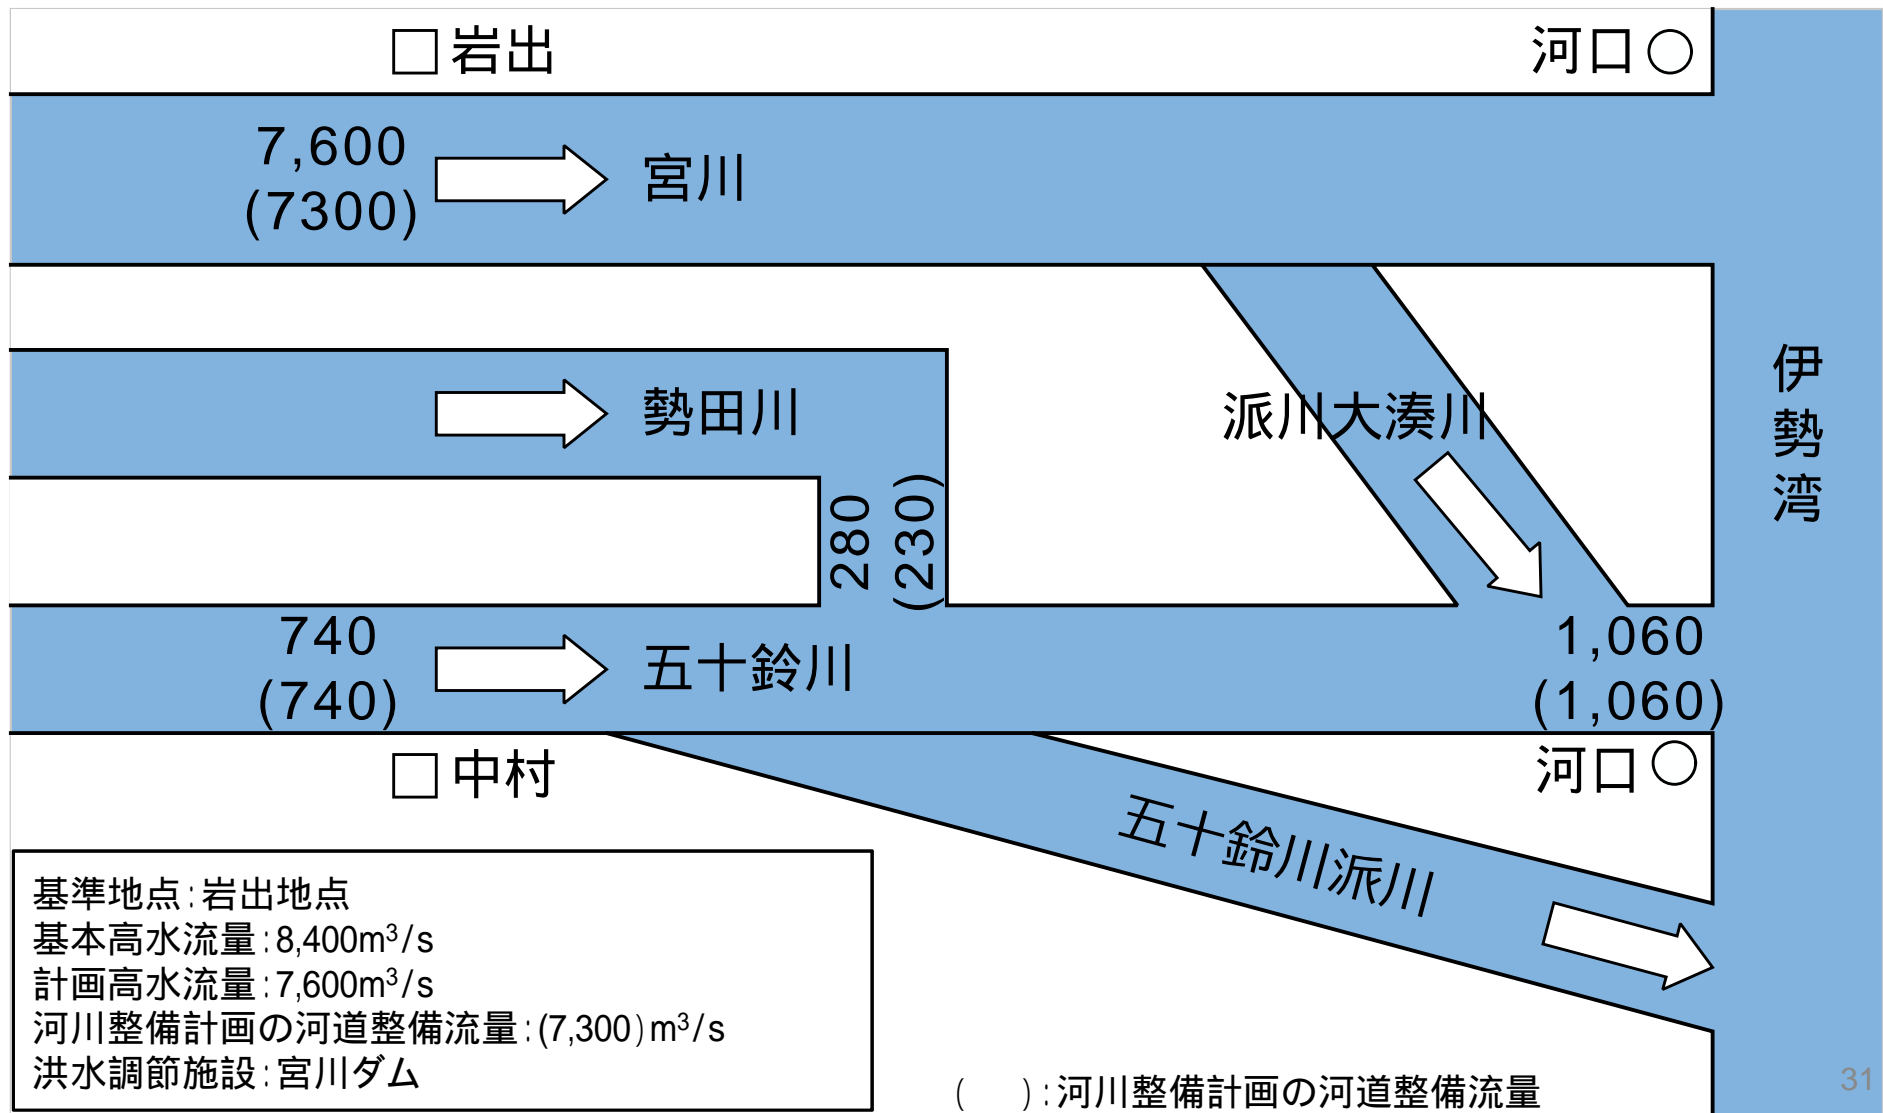 岩出
河口
7,600
(7300)
宮川
勢田川
派川大湊川
伊勢湾
280
(230)
740
(740)
五十鈴川
1,060
(1,060)
中村
河口
五十鈴川派川
基準地点:岩出地点
基本高水流量:8,400m³/s
計画高水流量:7,600m³/s
河川整備計画の河道整備流量:(7,300)m³/s
洪水調節施設:宮川ダム
( ):河川整備計画の河道整備流量
31